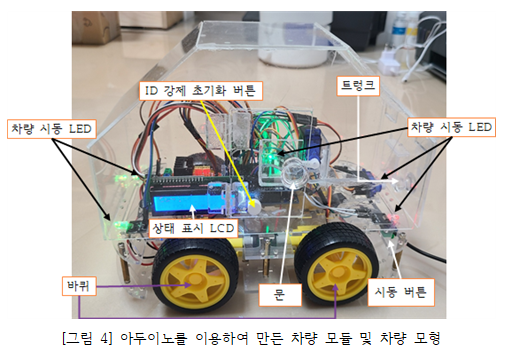 ID 강제 초기화 버튼
트렁크
차량 시동 LED
차량 시동 LED
상태 표시 LCD
바퀴
문
시동 버튼
[그림 4] 아두이노를 이용하여 만든 차량 모듈 및 차량 모형